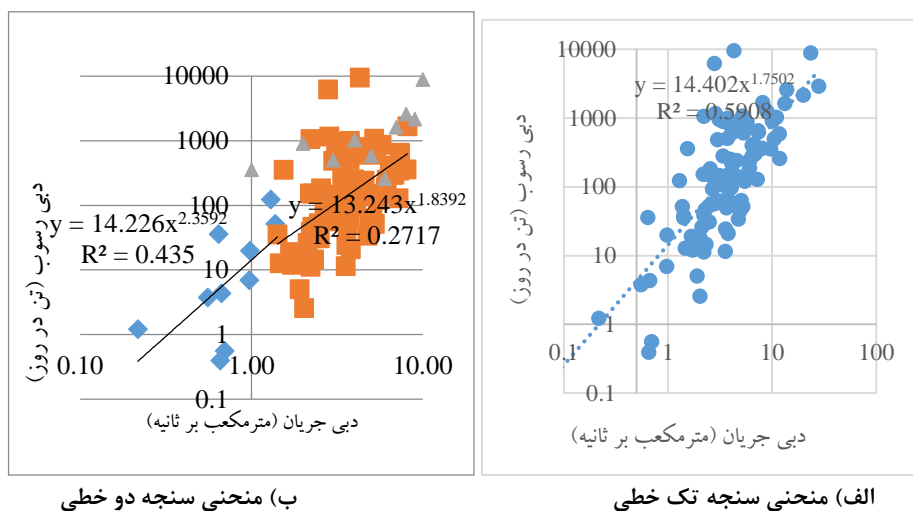 10000
1000
100
10
1
0.1
0.1
1
10
100
y = 14.402x^1.7502
R² = 0.5908
دبی رسوب (تن در روز)
دبی جریان (مترمکعب بر ثانیه)
الف) منحنی سنجه تک خطی
10000
1000
100
10
1
0.1
0.10
1.00
10.00
y = 14.226x^2.3592
R² = 0.435
y = 13.243x^1.8392
R² = 0.2717
دبی رسوب (تن در روز)
دبی جریان (مترمکعب بر ثانیه)
ب) منحنی سنجه دو خطی